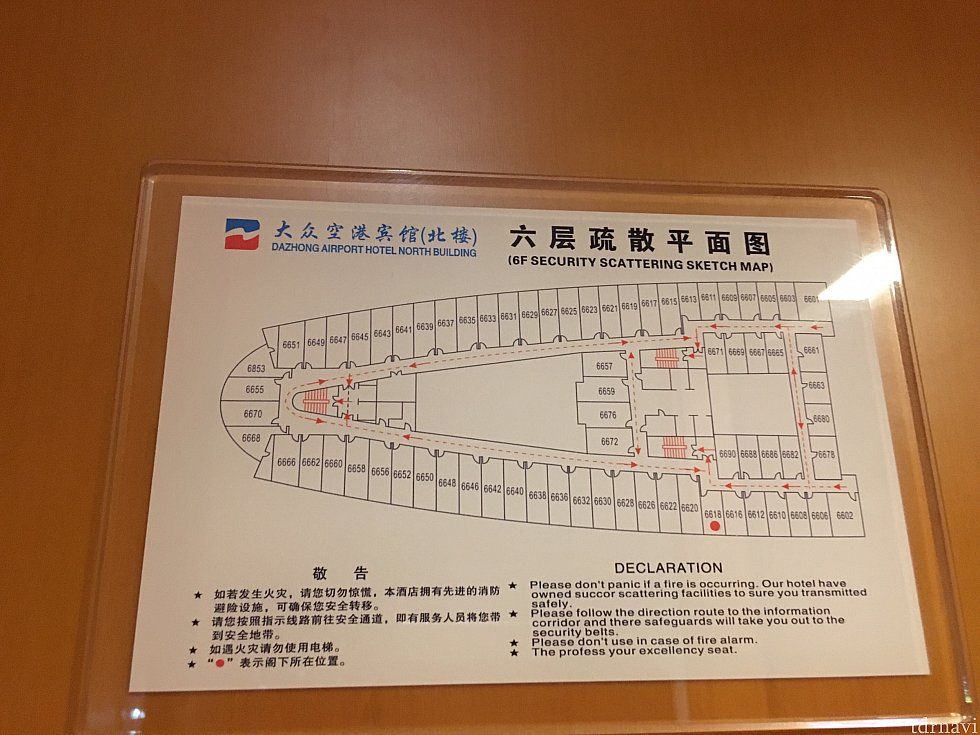 大众空港宾馆(北楼)
DAZHONG AIRPORT HOTEL NORTH BUILDING
六层疏散平面图
(6F SECURITY SCATTERING SKETCH MAP)
6651 6649 6647 6645 6643 6641 6639 6637 6635 6633 6631 6629 6627 6625 6623 6621 6619 6617 6615 6613 6611 6609 6607 6605 6603 6601
6853
6655
6670
6668
6657
6659
6676
6672
6671 6669 6667 6665
6661
6663
6680
6678
6690 6688 6686 6682
6666 6662 6660 6658 6656 6652 6650 6648 6646 6642 6640 6638 6636 6632 6630 6628 6626 6622 6620 6618 6616 6612 6610 6608 6606 6602
敬 告
★ 如若发生火灾，请您切勿惊慌，本酒店拥有先进的消防
避险设施，可确保您安全转移。
★ 请您按照指示线路前往安全通道，即有服务人员将您带
到安全地带。
★ 如遇火灾请勿使用电梯。
★ “●”表示阁下所在位置。
DECLARATION
★ Please don't panic if a fire is occurring. Our hotel have
owned succor scattering facilities to sure you transmitted
safely.
★ Please follow the direction route to the information
corridor and there safeguards will take you out to the
security belts.
★ Please don't use in case of fire alarm.
★ The profess your excellency seat.
tdrnavi